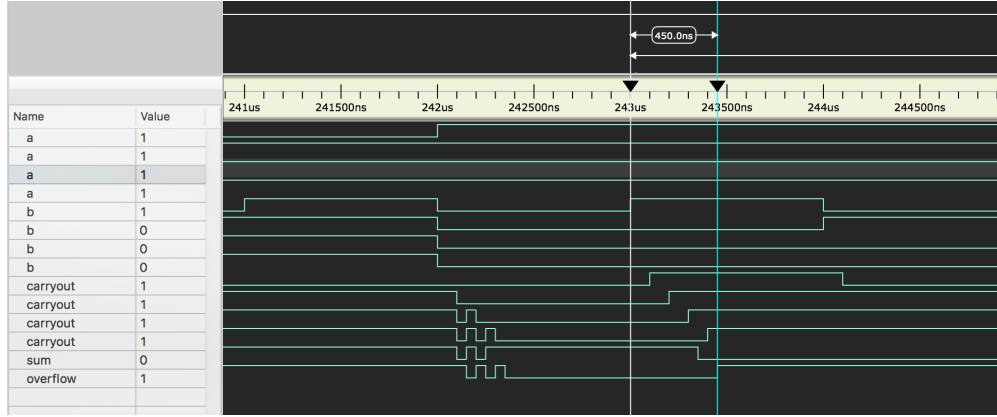 450.0ns
241us 241500ns 242us 242500ns 243us 243500ns 244us 244500ns
Name Value
a 1
a 1
a 1
a 1
b 1
b 0
b 0
b 0
carryout 1
carryout 1
carryout 1
carryout 1
sum 0
overflow 1